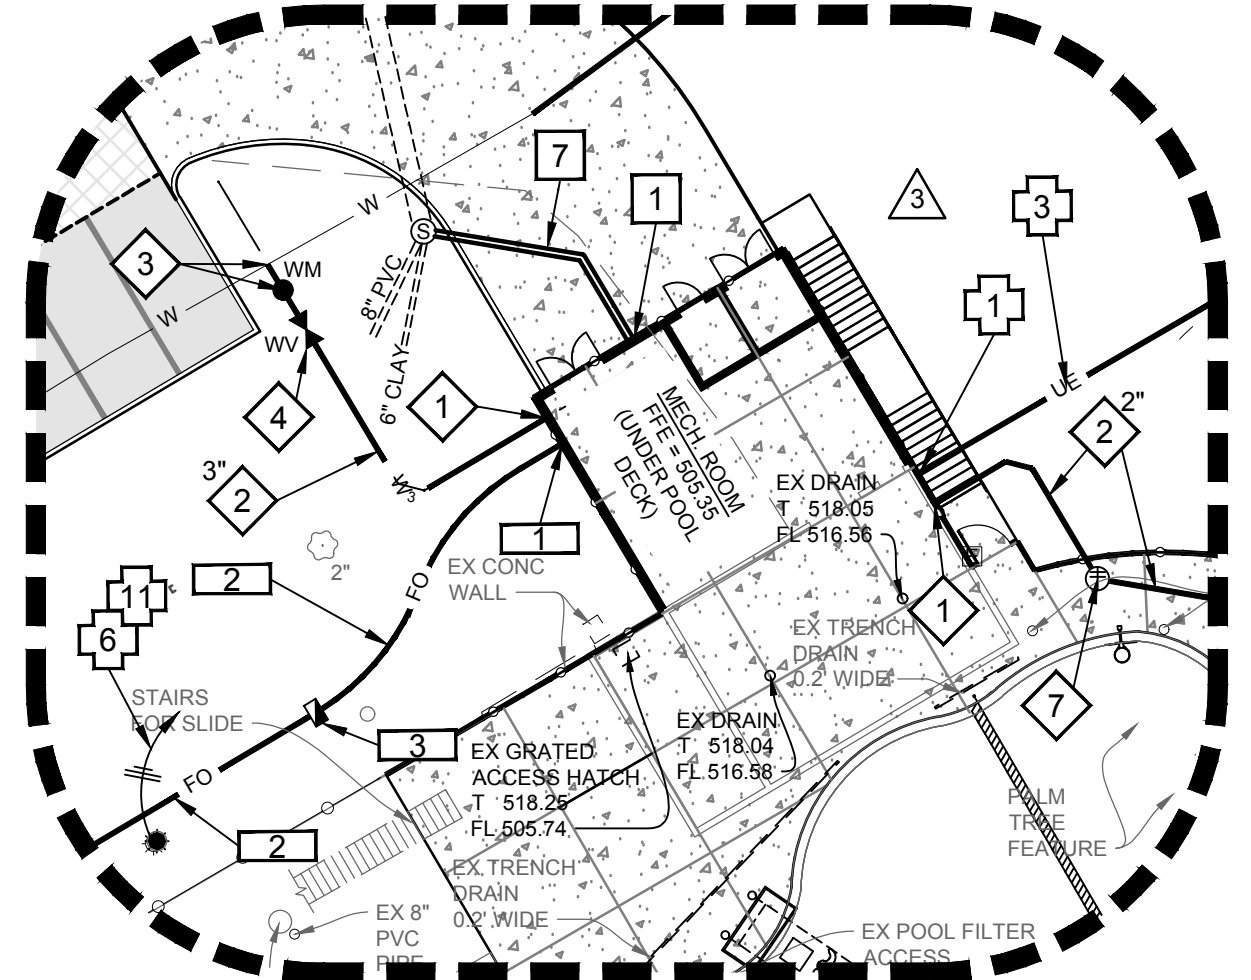 7
1
3
3
W
S
3
WM
8" PVC
1
W
WV
UE
6" CLAY
2"
1
4
2
MECH. ROOM
FFE = 505.35
(UNDER POOL
DECK)
3"
2
W3
EX DRAIN
T 518.05
FL 516.56
1
2"
FO
EX CONC
WALL
2
11
1
6
EX TRENCH
DRAIN
0.2' WIDE
7
STAIRS
FOR SLIDE
3
EX DRAIN
T 518.04
FL 516.58
EX GRATED
ACCESS HATCH
T 518.25
FL 505.74
FO
PALM
TREE
FEATURE
2
EX TRENCH
DRAIN
0.2' WIDE
EX 8"
PVC
PIPE
EX POOL FILTER
ACCESS